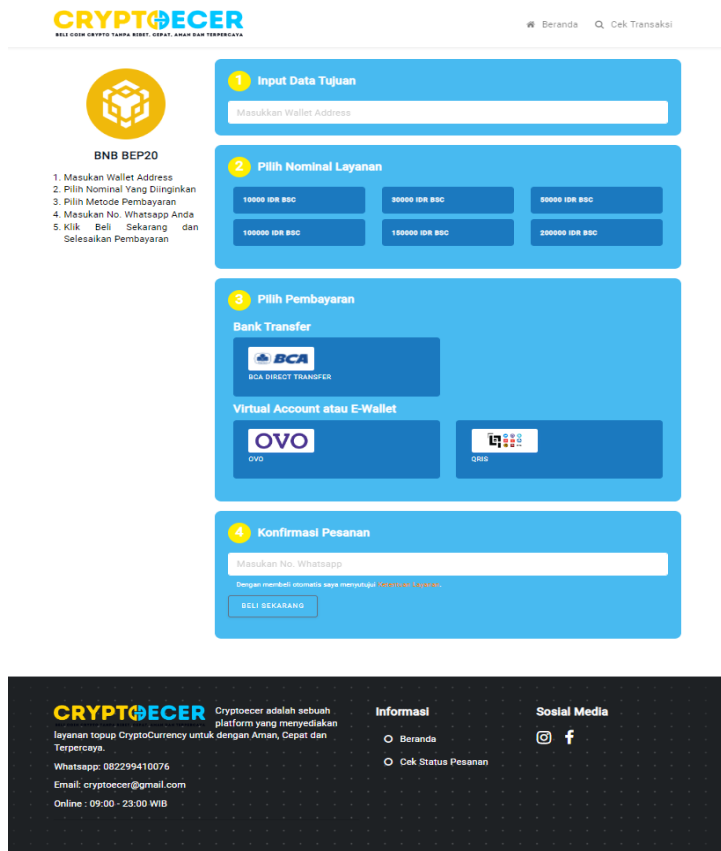 CRYPTOECER
BELI COIN CRYPTO TANPA RIBET, CEPAT, AMAN DAN TERPERCAYA
Beranda
Cek Transaksi
BNB BEP20
1. Masukan Wallet Address
2. Pilih Nominal Yang Diinginkan
3. Pilih Metode Pembayaran
4. Masukan No. Whatsapp Anda
5. Klik Beli Sekarang dan
Selesaikan Pembayaran
1 Input Data Tujuan
Masukkan Wallet Address
2 Pilih Nominal Layanan
10000 IDR BSC
30000 IDR BSC
50000 IDR BSC
100000 IDR BSC
150000 IDR BSC
200000 IDR BSC
3 Pilih Pembayaran
Bank Transfer
BCA
BCA DIRECT TRANSFER
Virtual Account atau E-Wallet
OVO
OVO
QRIS
4 Konfirmasi Pesanan
Masukan No. Whatsapp
Dengan membeli otomatis saya menyutujui Ketentuan Layanan.
BELI SEKARANG
CRYPTOECER
Cryptoecer adalah sebuah
platform yang menyediakan
layanan topup CryptoCurrency untuk dengan Aman, Cepat dan
Terpercaya.
Whatsapp: 082299410076
Email: cryptoecer@gmail.com
Online : 09:00 - 23:00 WIB
Informasi
Beranda
Cek Status Pesanan
Sosial Media